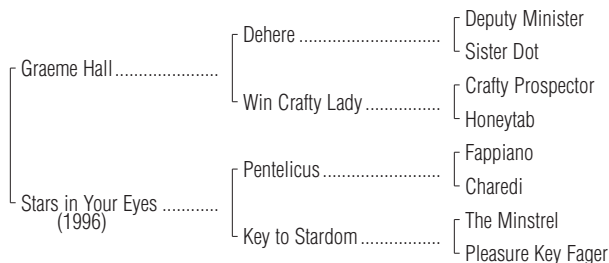 Deputy Minister
Dehere
Sister Dot
Graeme Hall
Crafty Prospector
Win Crafty Lady
Honeytab
Fappiano
Pentelicus
Charedi
Stars in Your Eyes
(1996)
The Minstrel
Key to Stardom
Pleasure Key Fager